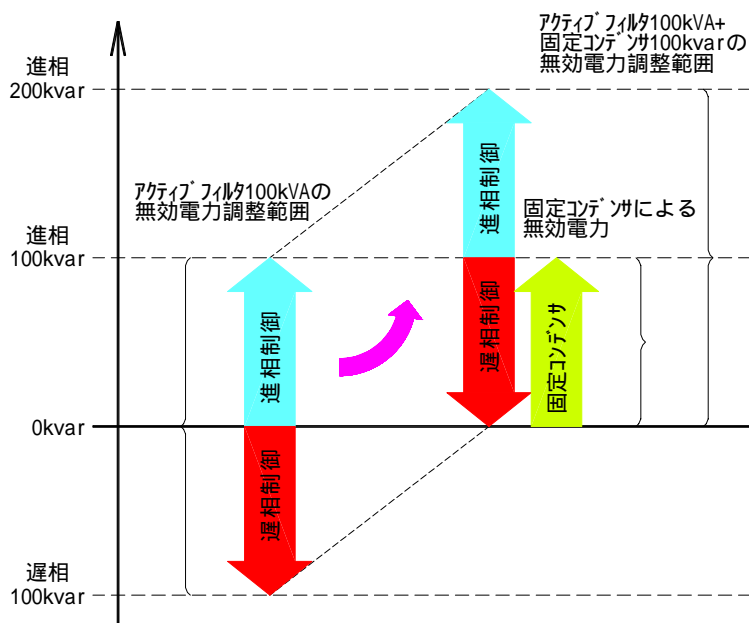 アクティブフィルタ100kVA+
固定コンデンサ100kvarの
無効電力調整範囲
進相
200kvar
アクティブフィルタ100kVAの
無効電力調整範囲
固定コンデンサによる
無効電力
進相制御
進相
100kvar
進相制御
遅相制御
固定コンデンサ
0kvar
遅相制御
遅相
100kvar